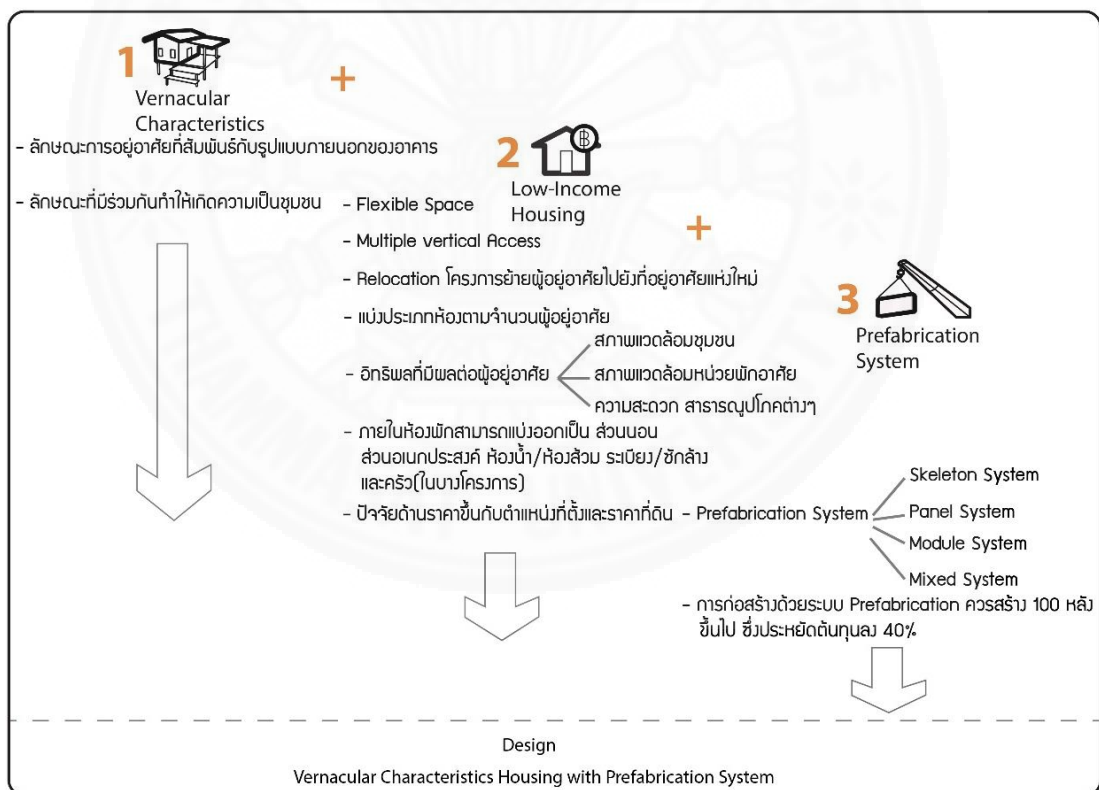 1
Vernacular
Characteristics
- ลักษณะการอยู่อาศัยที่สัมพันธ์กับรูปแบบภายนอกของอาคาร
- ลักษณะที่มีร่วมกันทำให้เกิดความเป็นชุมชน
+
2
฿
Low-Income
Housing
- Flexible Space
- Multiple vertical Access
- Relocation โครงการย้ายผู้อยู่อาศัยไปยังที่อยู่อาศัยแห่งใหม่
- แบ่งประเภทห้องตามจำนวนผู้อยู่อาศัย
- อิทธิพลที่มีผลต่อผู้อยู่อาศัย
สภาพแวดล้อมชุมชน
สภาพแวดล้อมหน่วยพักอาศัย
ความสะดวก สาธารณูปโภคต่างๆ
- ภายในห้องพักสามารถแบ่งออกเป็น ส่วนนอน
ส่วนอเนกประสงค์ ห้องน้ำ/ห้องส้วม ระเบียง/ซักล้าง
และครัว(ในบางโครงการ)
- ปัจจัยด้านราคาขึ้นกับตำแหน่งที่ตั้งและราคาที่ดิน
+
3
Prefabrication
System
- Prefabrication System
Skeleton System
Panel System
Module System
Mixed System
- การก่อสร้างด้วยระบบ Prefabrication ควรสร้าง 100 หลัง
ขึ้นไป ซึ่งประหยัดต้นทุนลง 40%
Design
Vernacular Characteristics Housing with Prefabrication System